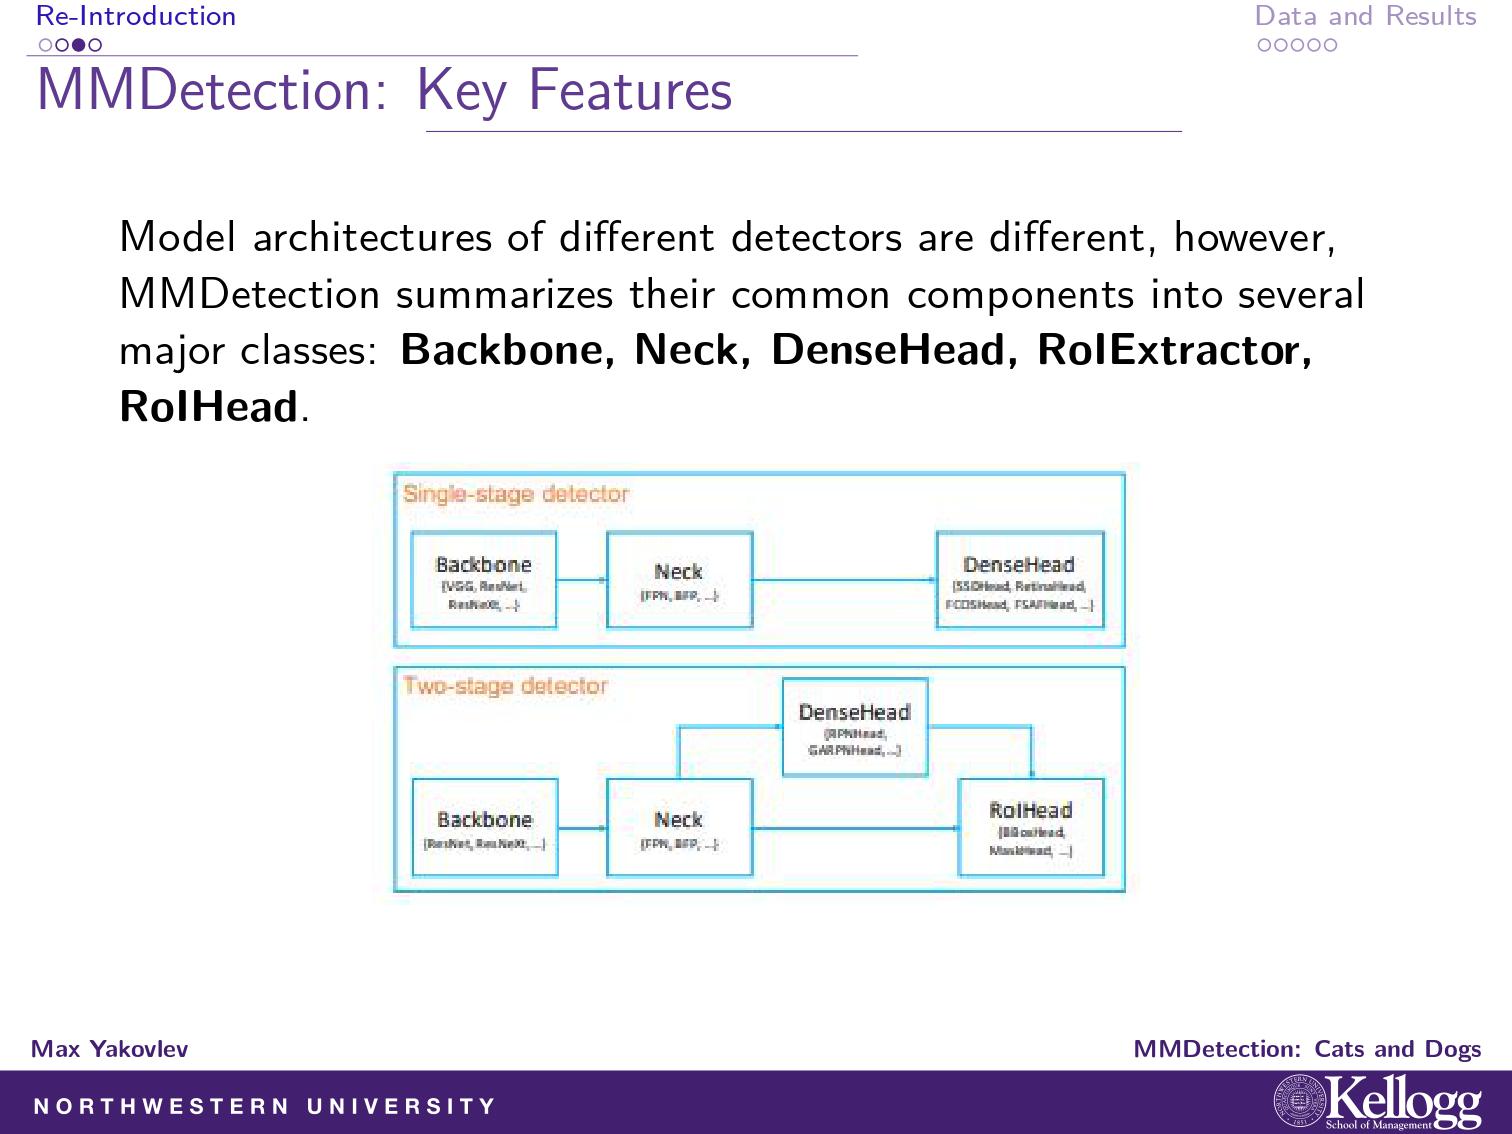 Re-Introduction
Data and Results
MMDetection: Key Features
Model architectures of different detectors are different, however,
MMDetection summarizes their common components into several
major classes: Backbone, Neck, DenseHead, RoIExtractor,
RoIHead.
Single-stage detector
Backbone
{VGG, ResNet,
ResNeXt, ...}
Neck
{FPN, BFP, ...}
DenseHead
{SSDHead, RetinaHead,
FCOSHead, FSAFHead, ...}
Two-stage detector
DenseHead
{RPNHead,
GARPNHead, ...}
Backbone
{ResNet, ResNeXt, ...}
Neck
{FPN, BFP, ...}
RoIHead
{BBoxHead,
MaskHead, ...}
Max Yakovlev
MMDetection: Cats and Dogs
NORTHWESTERN UNIVERSITY
Kellogg
School of Management